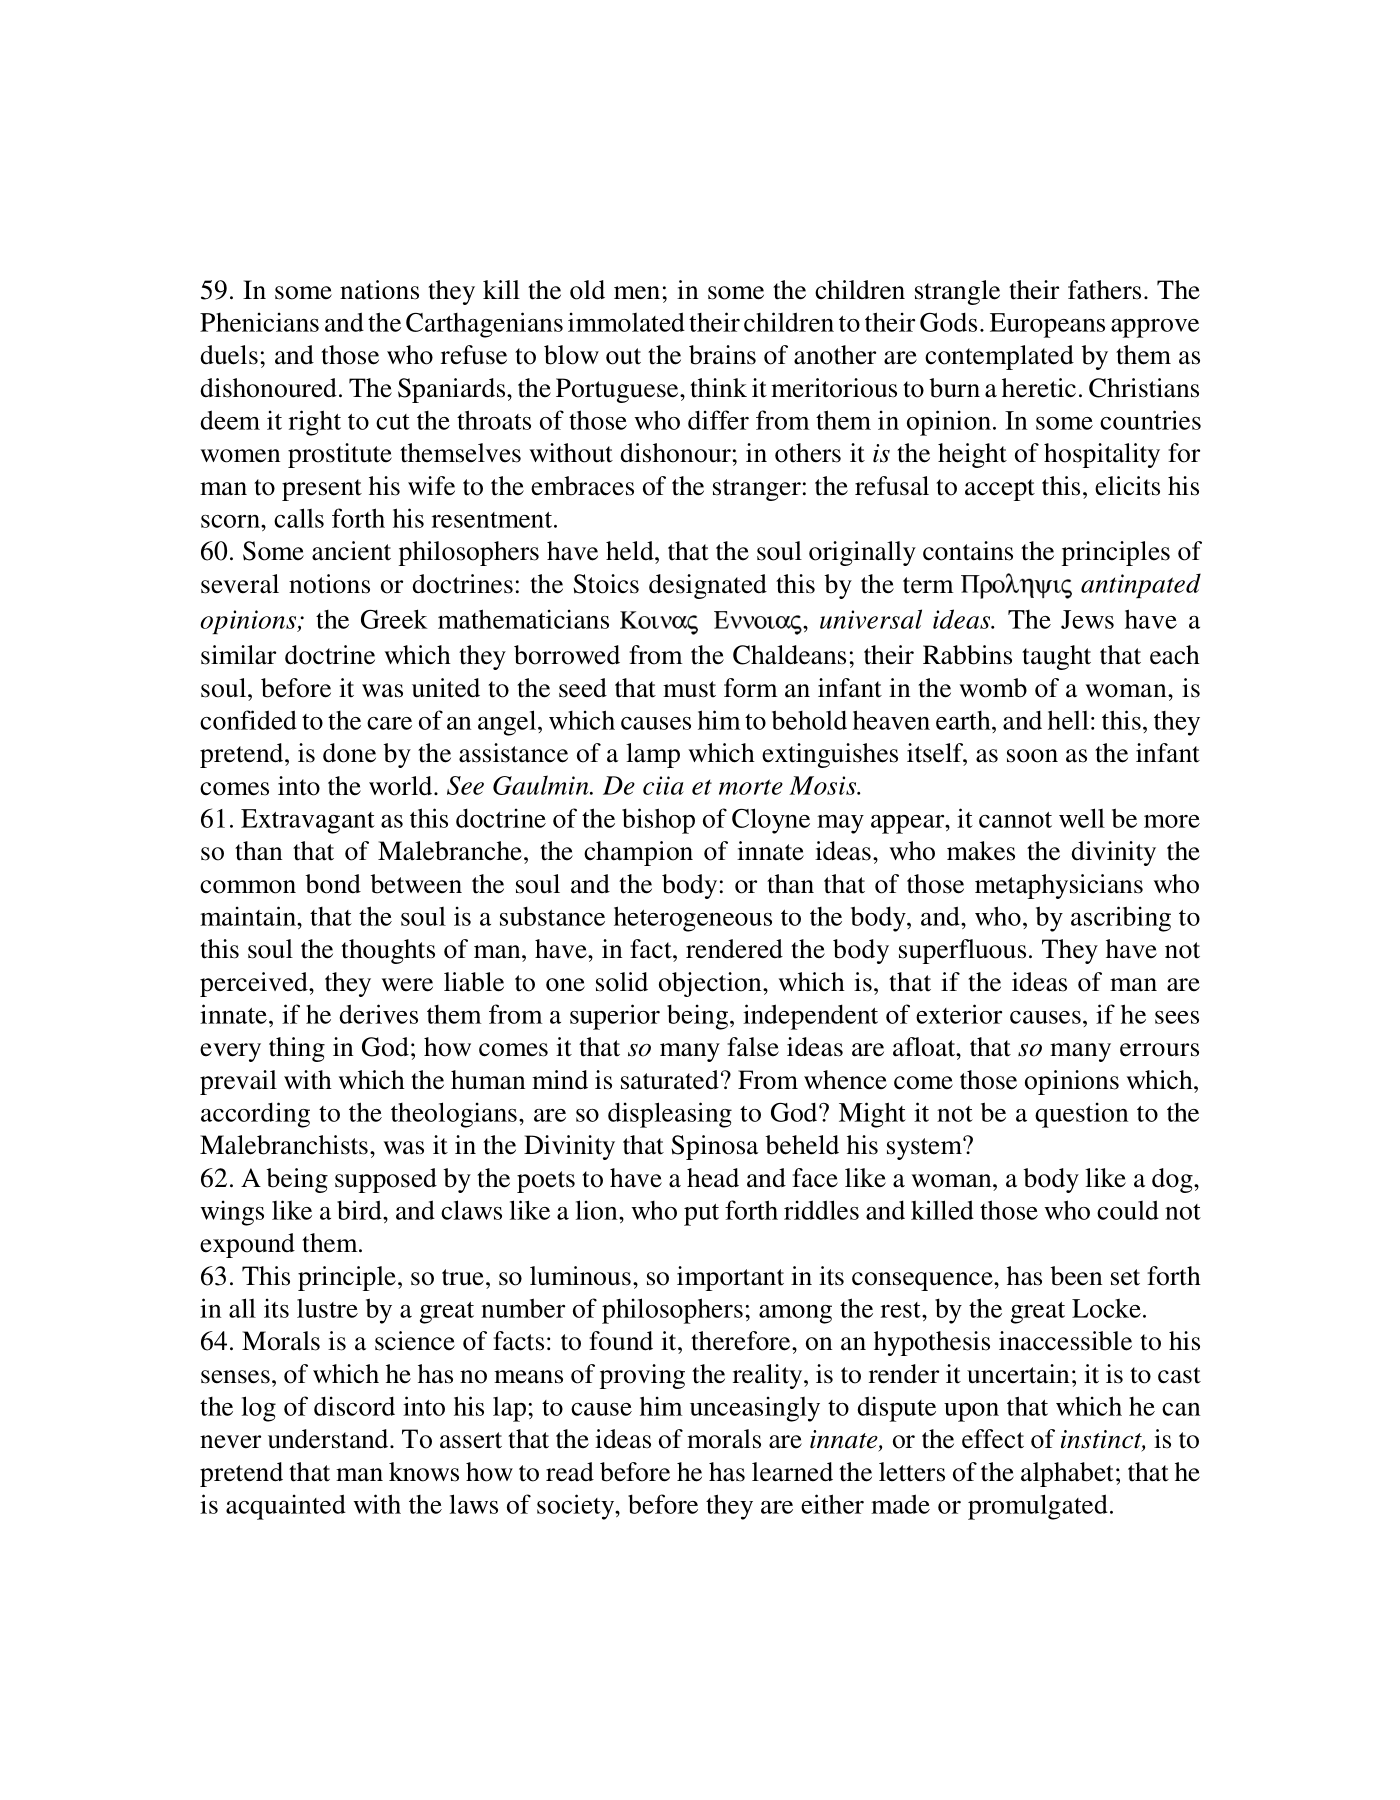 59. In some nations they kill the old men; in some the children strangle their fathers. The
Phenicians and the Carthagenians immolated their children to their Gods. Europeans approve
duels; and those who refuse to blow out the brains of another are contemplated by them as
dishonoured. The Spaniards, the Portuguese, think it meritorious to burn a heretic. Christians
deem it right to cut the throats of those who differ from them in opinion. In some countries
women prostitute themselves without dishonour; in others it is the height of hospitality for
man to present his wife to the embraces of the stranger: the refusal to accept this, elicits his
scorn, calls forth his resentment.
60. Some ancient philosophers have held, that the soul originally contains the principles of
several notions or doctrines: the Stoics designated this by the term Προληψις antinpated
opinions; the Greek mathematicians Κοινας Εννοιας, universal ideas. The Jews have a
similar doctrine which they borrowed from the Chaldeans; their Rabbins taught that each
soul, before it was united to the seed that must form an infant in the womb of a woman, is
confided to the care of an angel, which causes him to behold heaven earth, and hell: this, they
pretend, is done by the assistance of a lamp which extinguishes itself, as soon as the infant
comes into the world. See Gaulmin. De ciia et morte Mosis.
61. Extravagant as this doctrine of the bishop of Cloyne may appear, it cannot well be more
so than that of Malebranche, the champion of innate ideas, who makes the divinity the
common bond between the soul and the body: or than that of those metaphysicians who
maintain, that the soul is a substance heterogeneous to the body, and, who, by ascribing to
this soul the thoughts of man, have, in fact, rendered the body superfluous. They have not
perceived, they were liable to one solid objection, which is, that if the ideas of man are
innate, if he derives them from a superior being, independent of exterior causes, if he sees
every thing in God; how comes it that so many false ideas are afloat, that so many errours
prevail with which the human mind is saturated? From whence come those opinions which,
according to the theologians, are so displeasing to God? Might it not be a question to the
Malebranchists, was it in the Divinity that Spinosa beheld his system?
62. A being supposed by the poets to have a head and face like a woman, a body like a dog,
wings like a bird, and claws like a lion, who put forth riddles and killed those who could not
expound them.
63. This principle, so true, so luminous, so important in its consequence, has been set forth
in all its lustre by a great number of philosophers; among the rest, by the great Locke.
64. Morals is a science of facts: to found it, therefore, on an hypothesis inaccessible to his
senses, of which he has no means of proving the reality, is to render it uncertain; it is to cast
the log of discord into his lap; to cause him unceasingly to dispute upon that which he can
never understand. To assert that the ideas of morals are innate, or the effect of instinct, is to
pretend that man knows how to read before he has learned the letters of the alphabet; that he
is acquainted with the laws of society, before they are either made or promulgated.